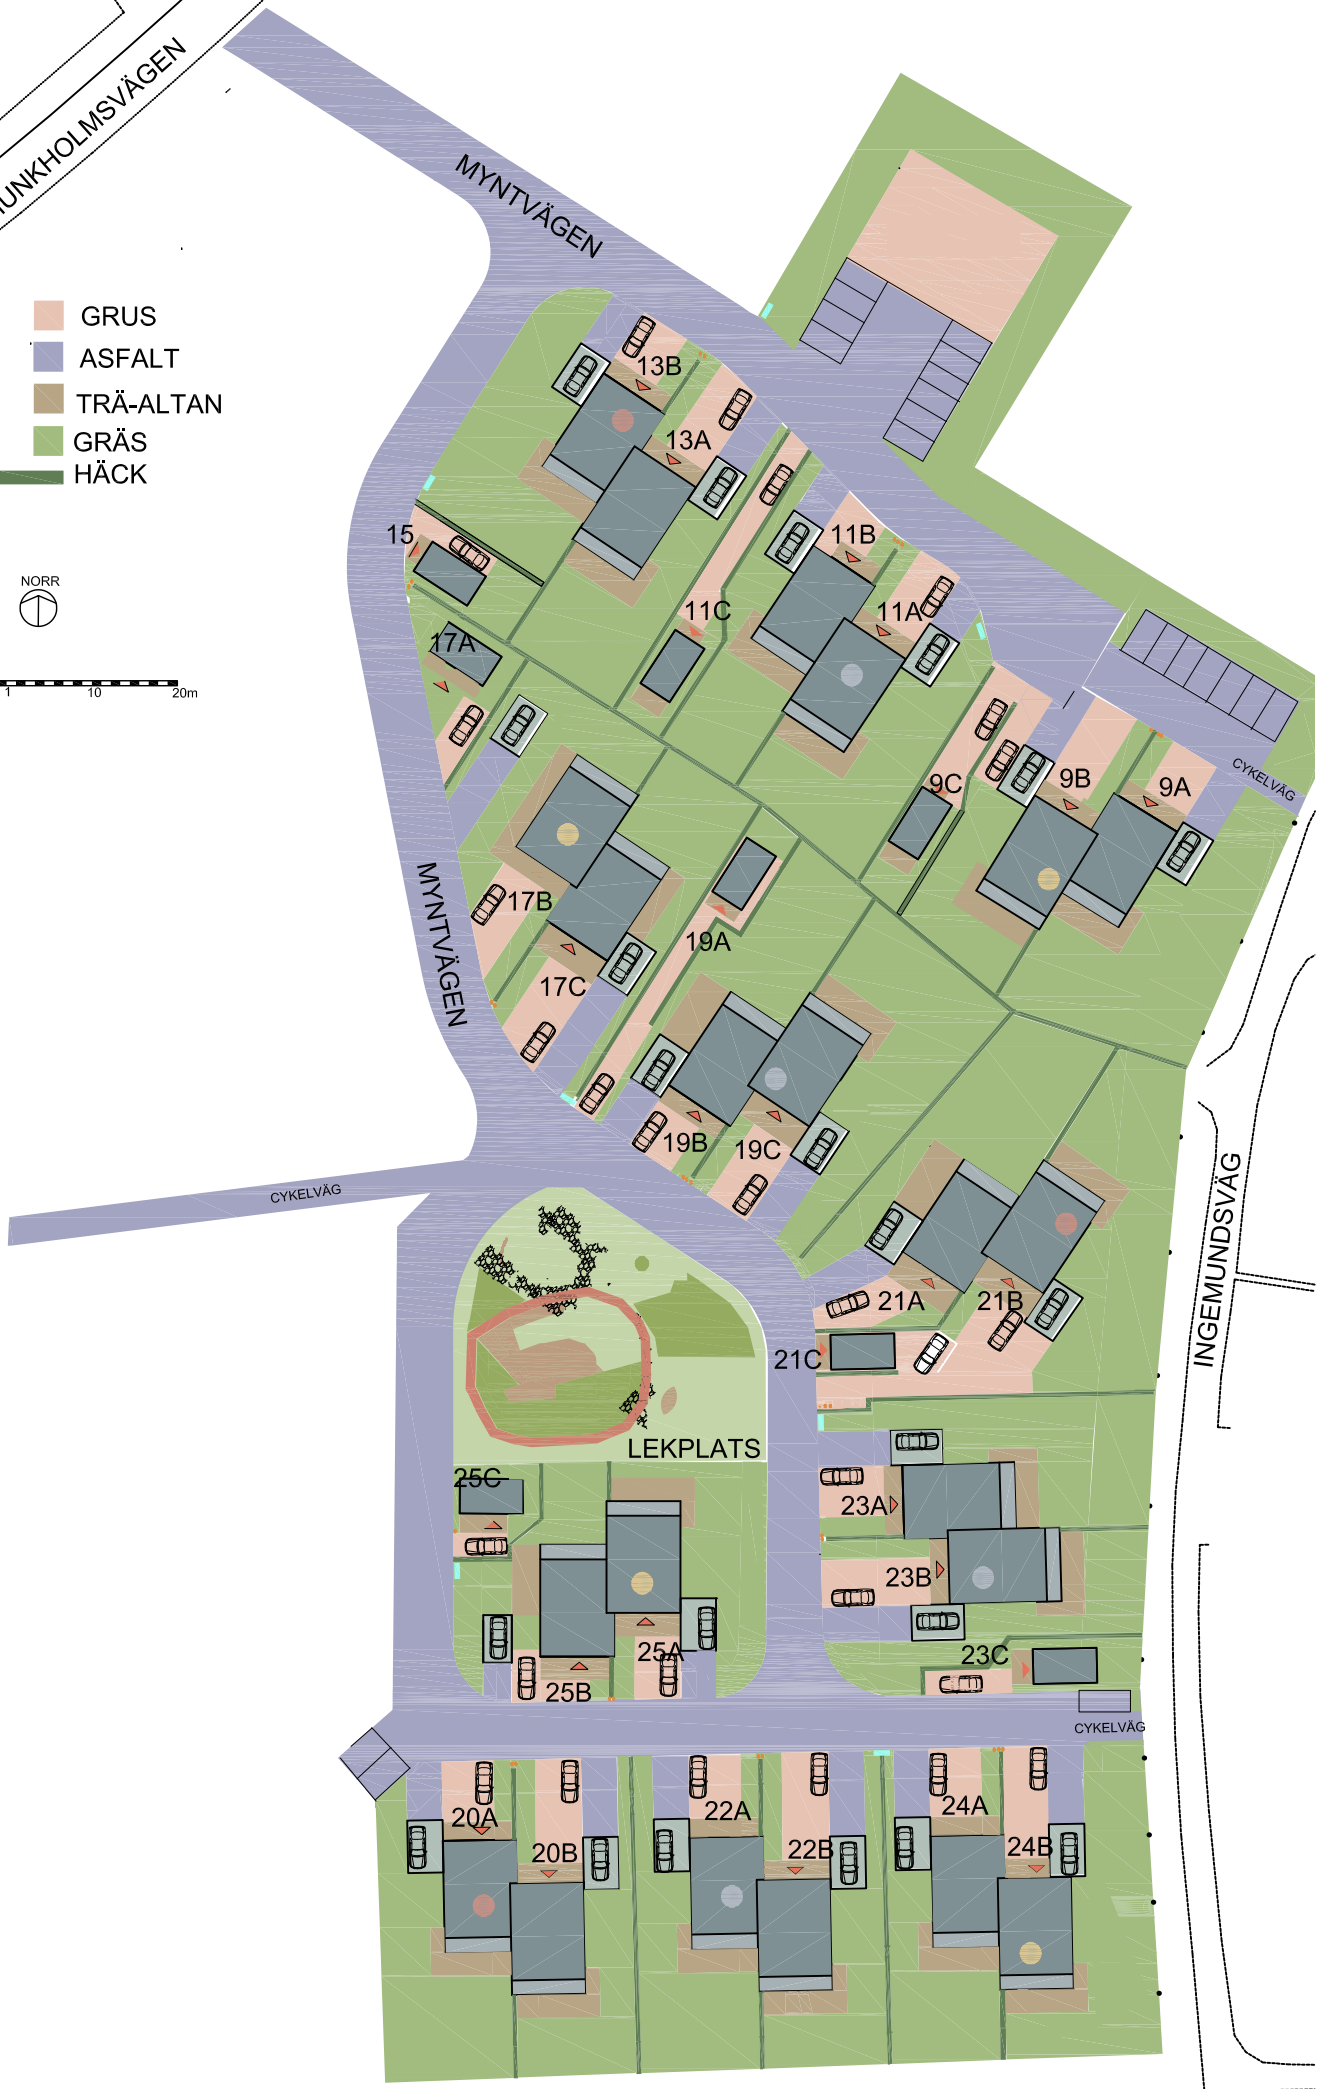 MYNTVÄGEN
GRUS
ASFALT
TRÄ-ALTAN
GRÄS
HÄCK
NORR
1 10 20m
13B
13A
15
11B
11C
11A
17A
9C
9B
9A
CYKELVÄG
17B
MYNTVÄGEN
19A
17C
19B
19C
CYKELVÄG
INGEMUNDSVÄG
21A
21B
21C
LEKPLATS
25C
23A
23B
25A
23C
25B
CYKELVÄG
20A
22A
24A
20B
22B
24B